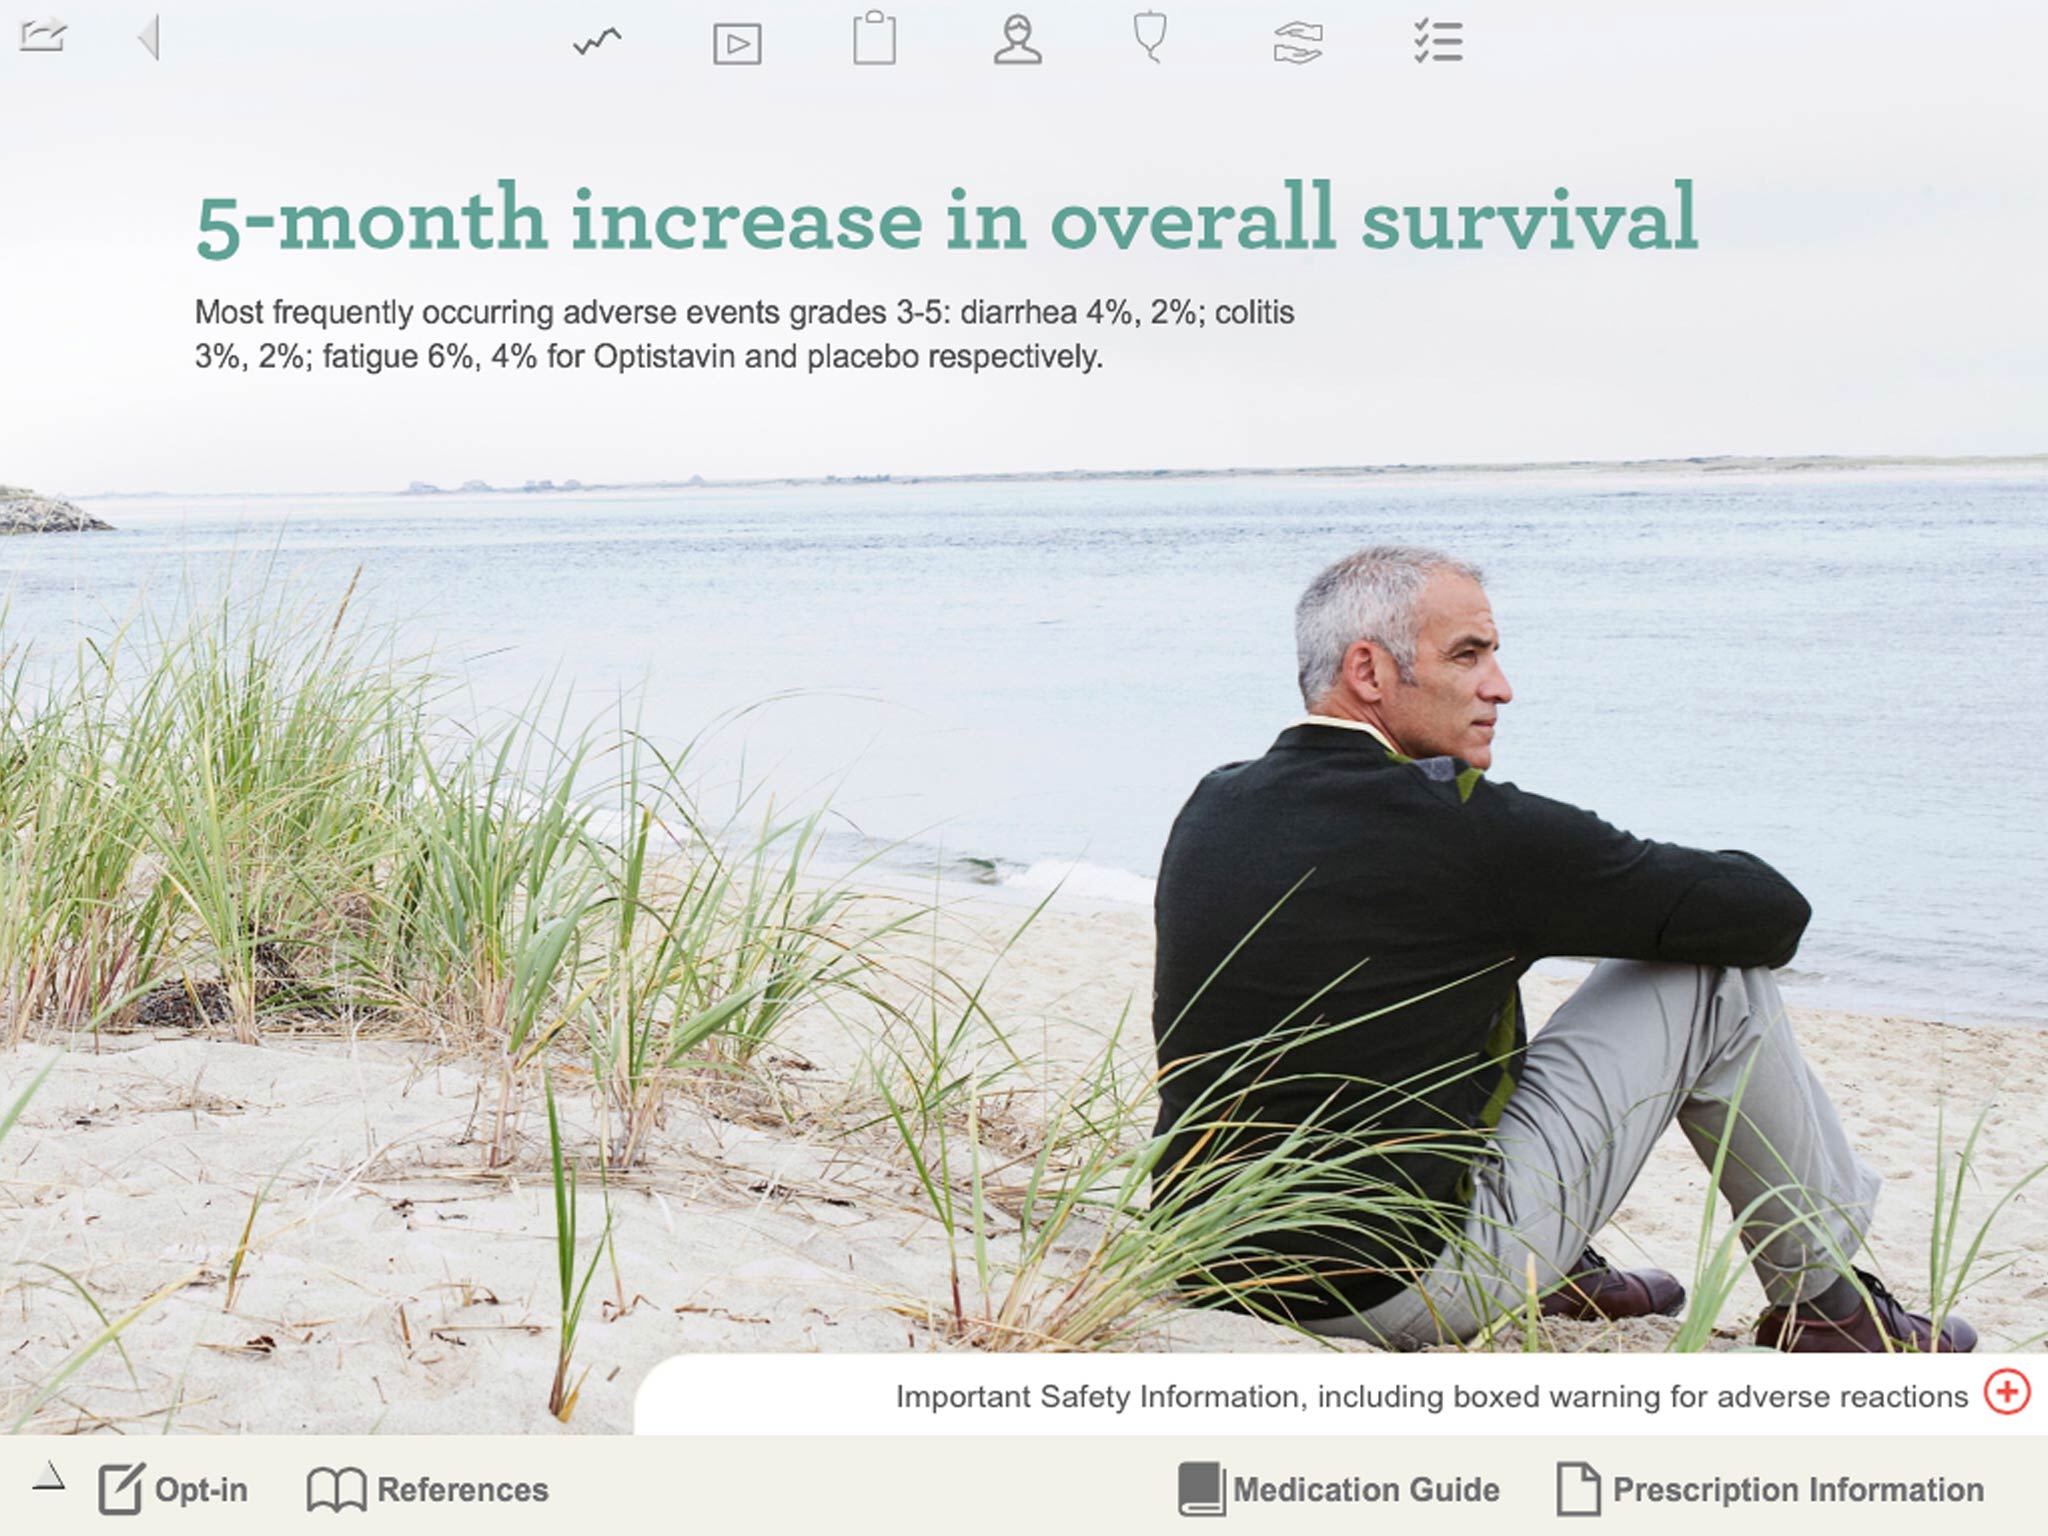 5-month increase in overall survival
Most frequently occurring adverse events grades 3-5: diarrhea 4%, 2%; colitis
3%, 2%; fatigue 6%, 4% for Optistavin and placebo respectively.
Important Safety Information, including boxed warning for adverse reactions
Opt-in
References
Medication Guide
Prescription Information